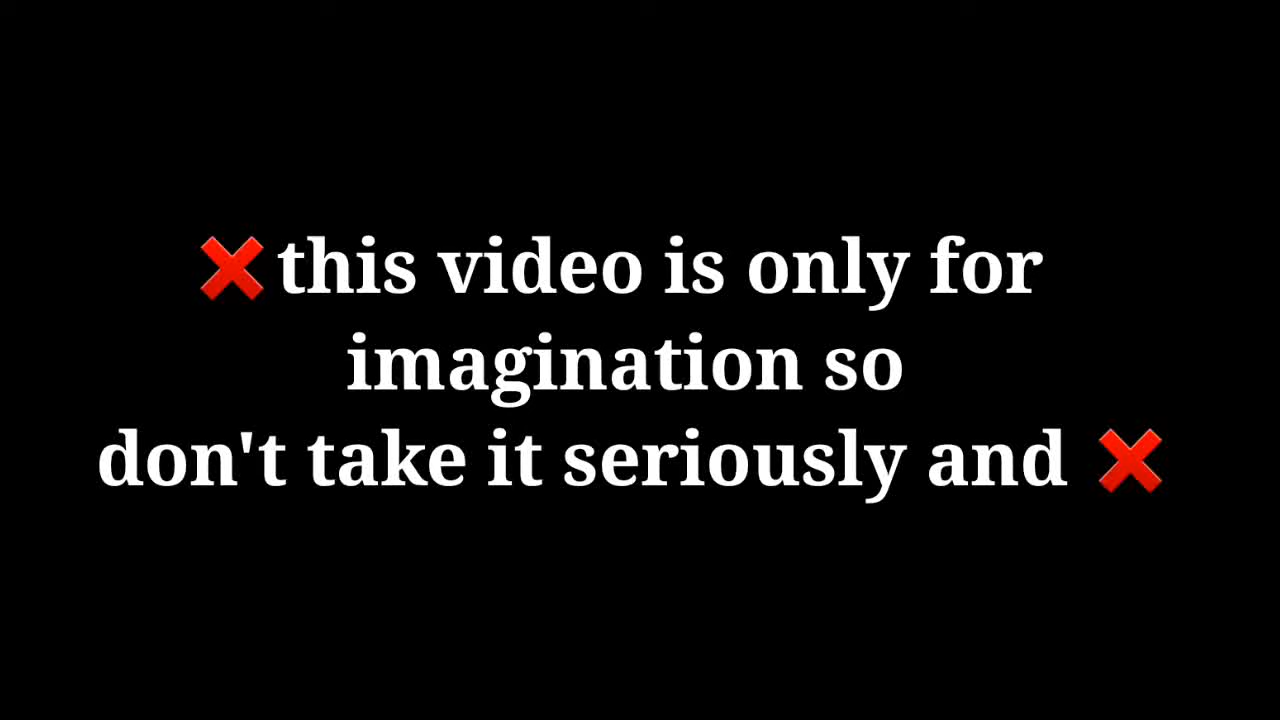 ❌this video is only for
imagination so
don't take it seriously and ❌